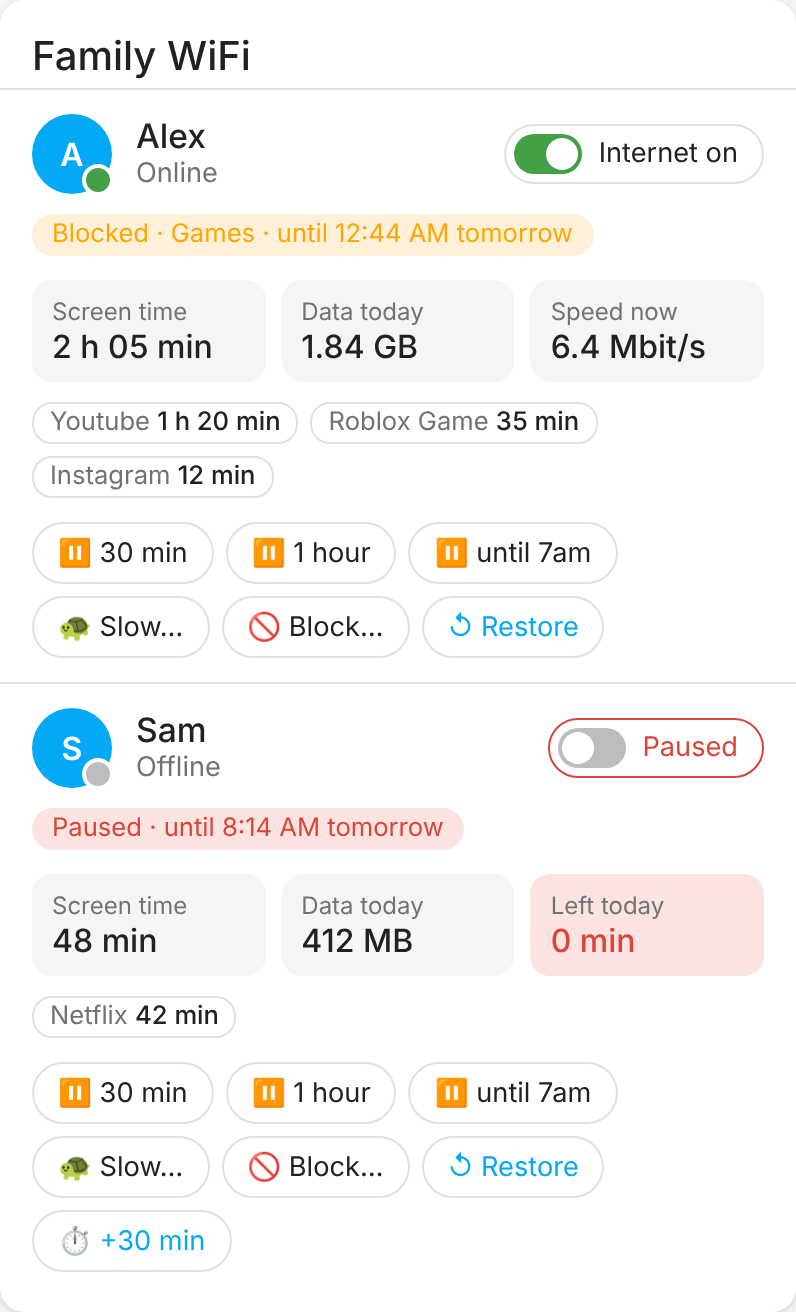 Family WiFi
A
Alex
Online
Internet on
Blocked · Games · until 12:44 AM tomorrow
Screen time
2 h 05 min
Data today
1.84 GB
Speed now
6.4 Mbit/s
Youtube 1 h 20 min
Roblox Game 35 min
Instagram 12 min
⏸️ 30 min
⏸️ 1 hour
⏸️ until 7am
🐢 Slow...
🚫 Block...
Restore
S
Sam
Offline
Paused
Paused · until 8:14 AM tomorrow
Screen time
48 min
Data today
412 MB
Left today
0 min
Netflix 42 min
⏸️ 30 min
⏸️ 1 hour
⏸️ until 7am
🐢 Slow...
🚫 Block...
Restore
⏱️ +30 min